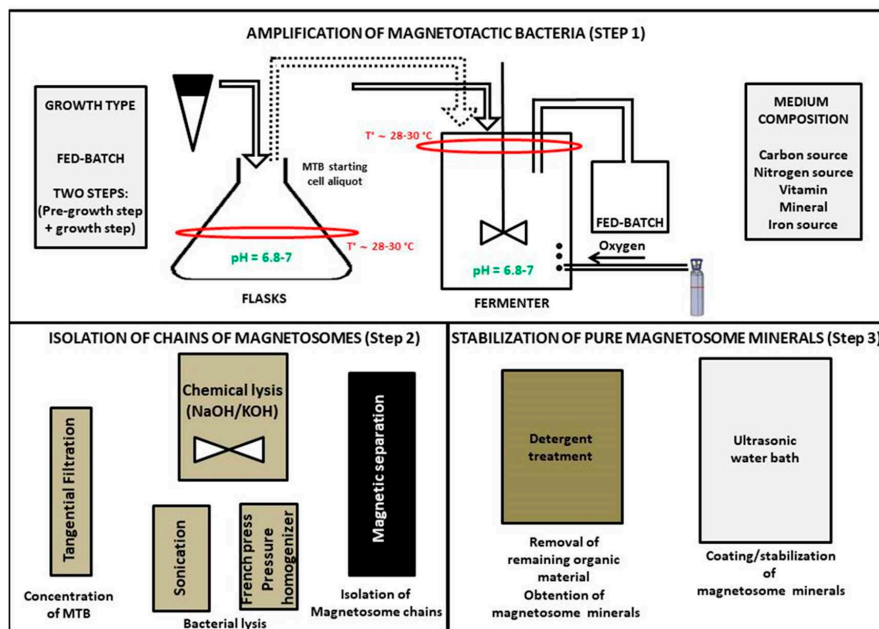 AMPLIFICATION OF MAGNETOTACTIC BACTERIA (STEP 1)
GROWTH TYPE
FED-BATCH
TWO STEPS:
(Pre-growth step
+ growth step)
MTB starting
cell aliquot
T° ~ 28-30 °C
pH = 6.8-7
FLASKS
T° ~ 28-30 °C
pH = 6.8-7
FERMENTER
FED-BATCH
Oxygen
MEDIUM
COMPOSITION
Carbon source
Nitrogen source
Vitamin
Mineral
Iron source
ISOLATION OF CHAINS OF MAGNETOSOMES (Step 2)
Tangential Filtration
Concentration
of MTB
Chemical lysis
(NaOH/KOH)
Sonication
French press
Pressure
homogenizer
Bacterial lysis
Magnetic separation
Isolation of
Magnetosome chains
STABILIZATION OF PURE MAGNETOSOME MINERALS (Step 3)
Detergent
treatment
Removal of
remaining organic
material
Obtention of
magnetosome minerals
Ultrasonic
water bath
Coating/stabilization
of
magnetosome minerals